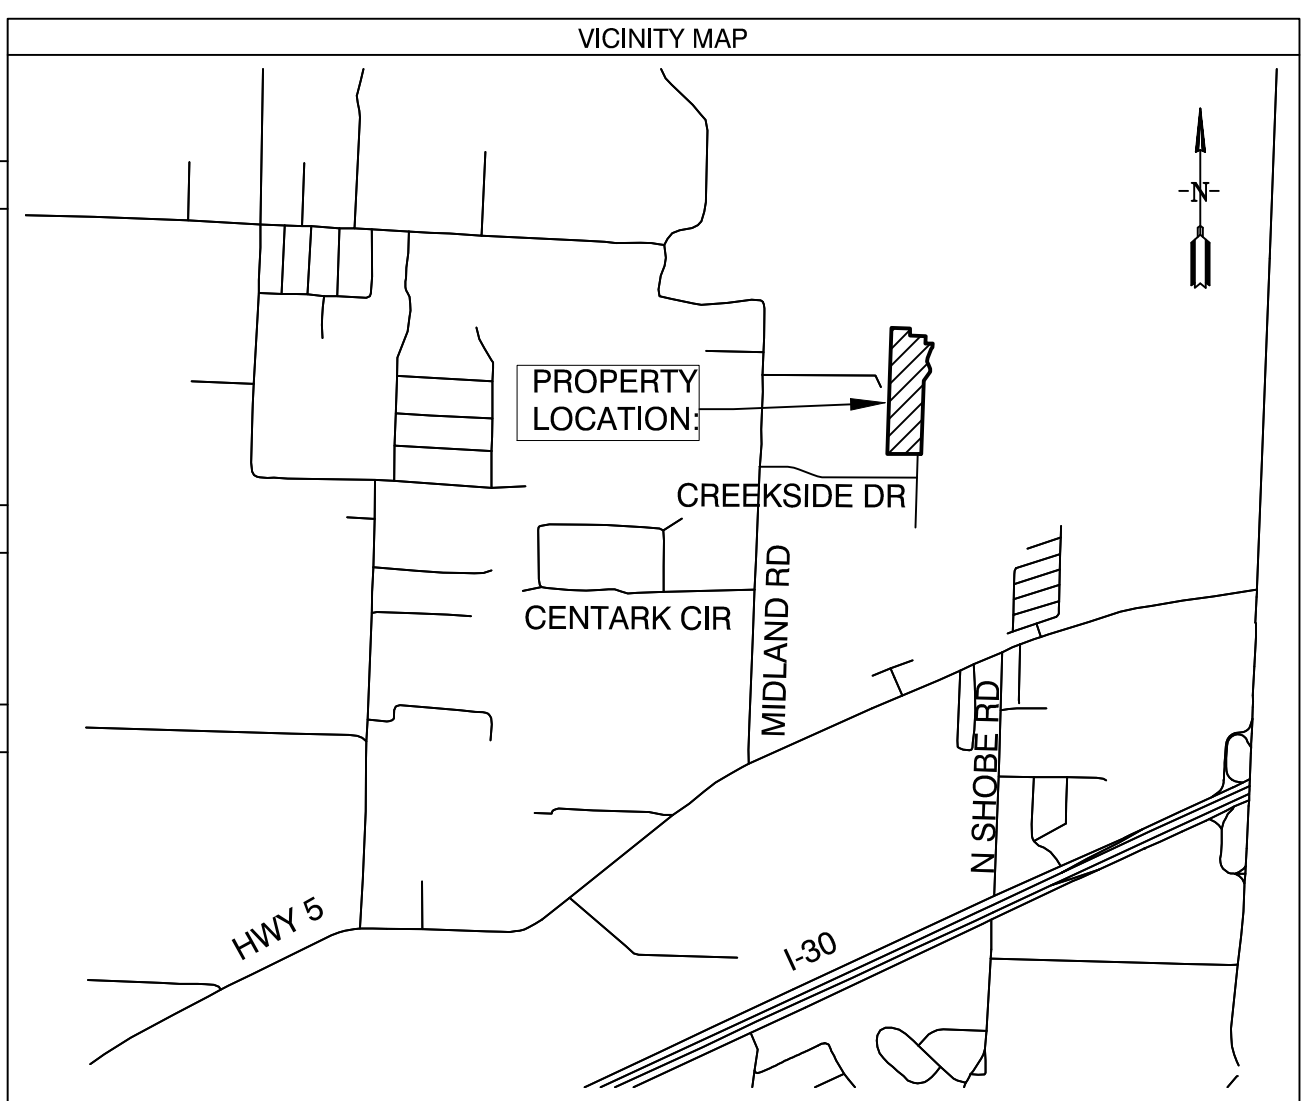 VICINITY MAP
-N-
PROPERTY
LOCATION:
CREEKSIDE DR
MIDLAND RD
CENTARK CIR
N SHOBE RD
HWY 5
I-30